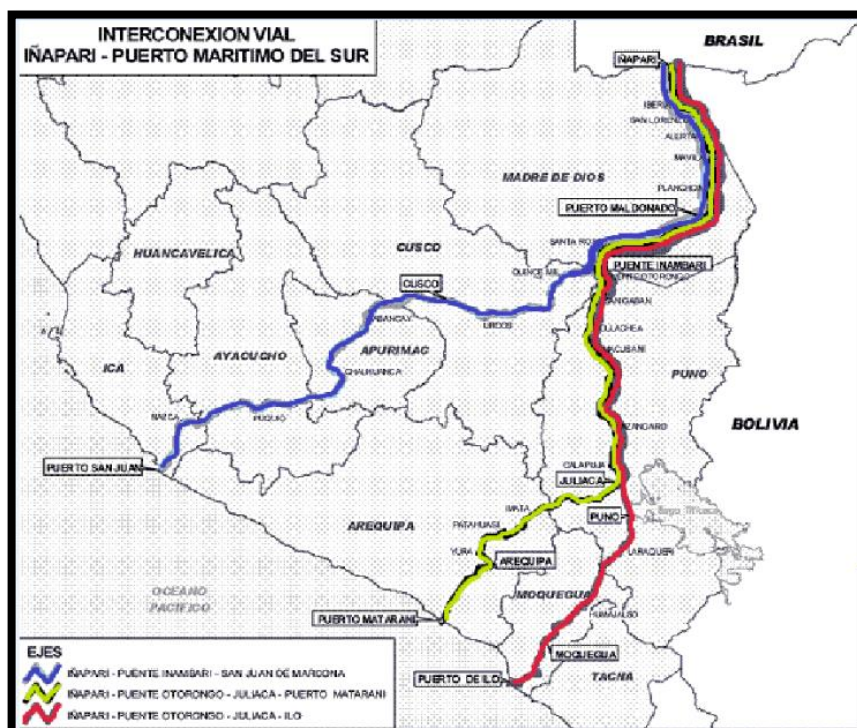 INTERCONEXION VIAL
IÑAPARI - PUERTO MARITIMO DEL SUR
BRASIL
IÑAPARI
IBERIA
SAN LORENZO
ALERTA
MAVILA
MADRE DE DIOS
PLANCHON
PUERTO MALDONADO
SANTA ROSA
HUANCAVELICA
CUSCO
PUENTE INAMBARI
QUINCE MIL
CUSCO
SAN GABAN
ABANCAY
URCOS
OLLACHEA
AYACUCHO
APURIMAC
MACUSANI
ICA
CHALHUANCA
PUNO
NAZCA
PUQUIO
AZANGARO
BOLIVIA
PUERTO SAN JUAN
CALAPUJA
JULIACA
IMATA
PUNO
Lago Titicaca
AREQUIPA
PATAHUASI
YURA
AREQUIPA
LARAQUERI
OCEANO
PACIFICO
MOQUEGUA
PUERTO MATARANI
HUMAJALSO
EJES
MOQUEGUA
IÑAPARI - PUENTE INAMBARI - SAN JUAN DE MARCONA
PUERTO DE ILO
TACNA
IÑAPARI - PUENTE OTORONGO - JULIACA - PUERTO MATARANI
IÑAPARI - PUENTE OTORONGO - JULIACA - ILO